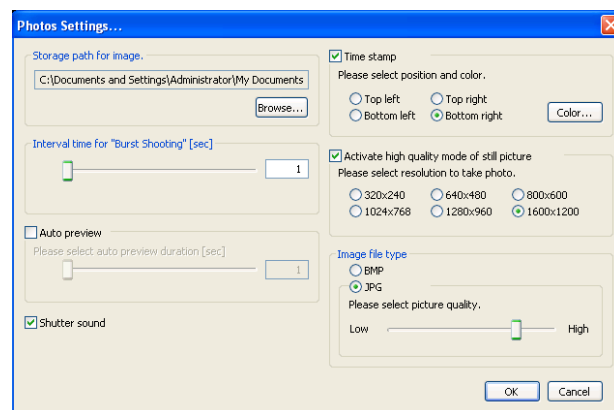 Photos Settings...
Storage path for image.
C:\Documents and Settings\Administrator\My Documents
Browse...
Interval time for "Burst Shooting" [sec]
1
Auto preview
Please select auto preview duration [sec]
1
Shutter sound
Time stamp
Please select position and color.
Top left Top right
Bottom left Bottom right Color...
Activate high quality mode of still picture
Please select resolution to take photo.
320x240 640x480 800x600
1024x768 1280x960 1600x1200
Image file type
BMP
JPG
Please select picture quality.
Low High
OK Cancel